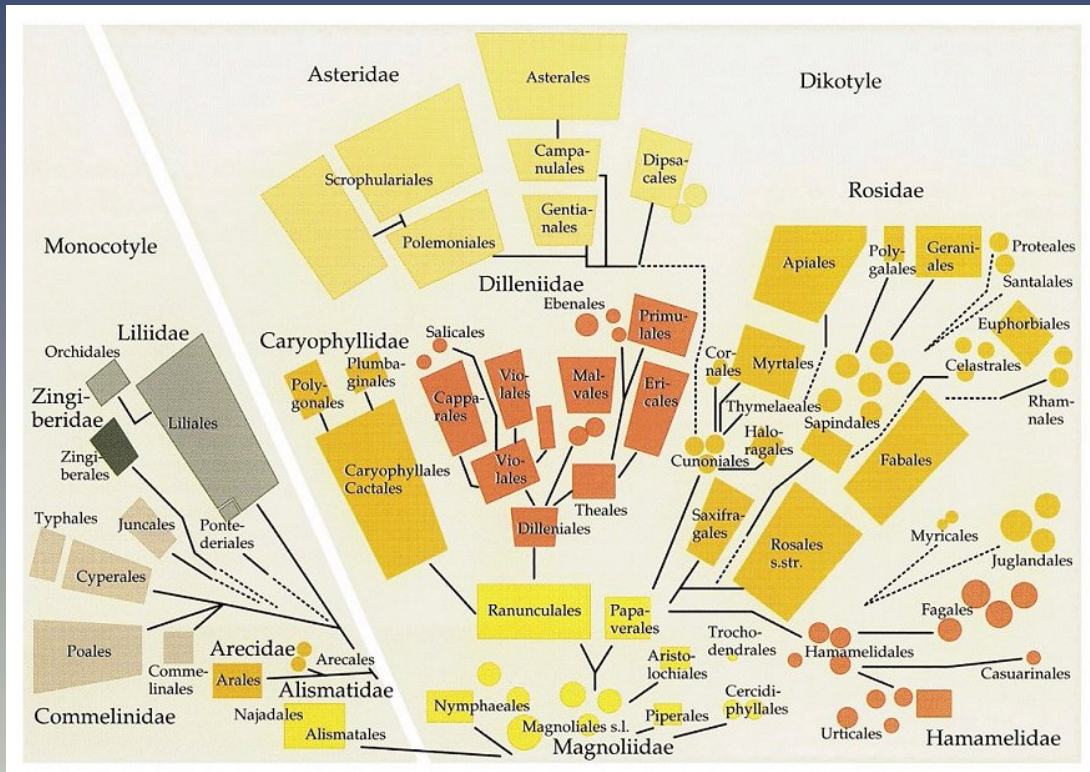 Asteridae
Asterales
Dikotyle
Campa-
nulales
Dipsa-
cales
Scrophulariales
Gentia-
nales
Polemoniales
Rosidae
Apiales
Poly-
galales
Gerani-
ales
Proteales
Santalales
Euphorbiales
Celastrales
Rham-
nales
Monocotyle
Liliidae
Orchidales
Zingi-
beridae
Zingi-
berales
Liliales
Typhales
Juncales
Ponte-
deriales
Cyperales
Poales
Comme-
linales
Commelinidae
Arecidae
Arecales
Arales
Alismatidae
Najadales
Alismatales
Caryophyllidae
Poly-
gonales
Plumba-
ginales
Caryophyllales
Cactales
Dilleniidae
Ebenales
Salicales
Primu-
lales
Vio-
lales
Mal-
vales
Cappa-
rales
Eri-
cales
Vio-
lales
Theales
Dilleniales
Cor-
nales
Myrtales
Thymelaeales
Halo-
ragales
Sapindales
Cunoniales
Fabales
Saxifra-
gales
Rosales
s.str.
Myricales
Juglandales
Ranunculales
Papa-
verales
Trocho-
dendrales
Hamamelidales
Fagales
Casuarinales
Aristo-
lochiales
Nymphaeales
Magnoliales s.l.
Piperales
Cercidi-
phyllales
Magnoliidae
Urticales
Hamamelidae